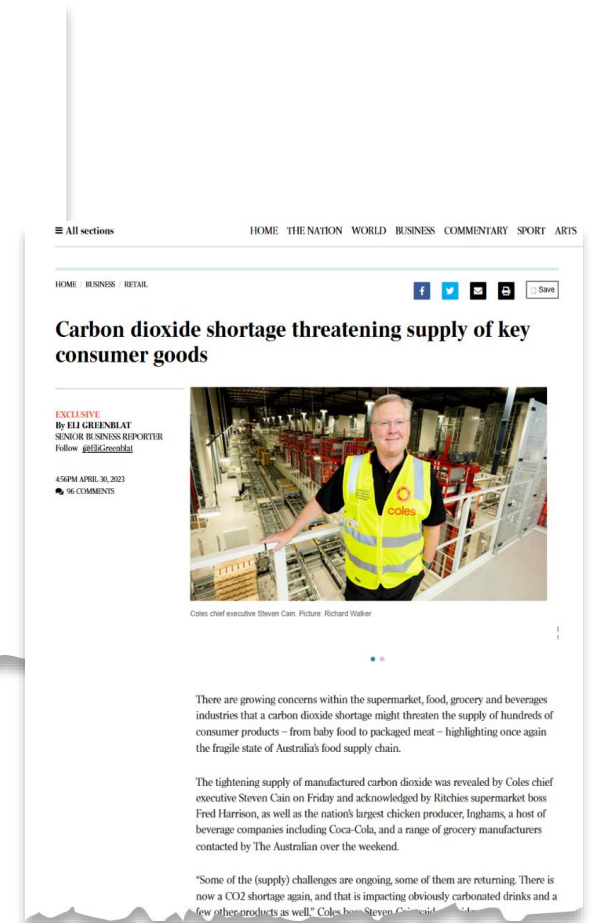 ≡ All sections
HOME THE NATION WORLD BUSINESS COMMENTARY SPORT ARTS
HOME / BUSINESS / RETAIL
Save
Carbon dioxide shortage threatening supply of key
consumer goods
EXCLUSIVE
By ELI GREENBLAT
SENIOR BUSINESS REPORTER
Follow @EliGreenblat
4:56PM APRIL 30, 2023
96 COMMENTS
coles
Coles chief executive Steven Cain. Picture: Richard Walker
There are growing concerns within the supermarket, food, grocery and beverages
industries that a carbon dioxide shortage might threaten the supply of hundreds of
consumer products – from baby food to packaged meat – highlighting once again
the fragile state of Australia's food supply chain.
The tightening supply of manufactured carbon dioxide was revealed by Coles chief
executive Steven Cain on Friday and acknowledged by Ritchies supermarket boss
Fred Harrison, as well as the nation's largest chicken producer, Inghams, a host of
beverage companies including Coca-Cola, and a range of grocery manufacturers
contacted by The Australian over the weekend.
"Some of the (supply) challenges are ongoing, some of them are returning. There is
now a CO2 shortage again, and that is impacting obviously carbonated drinks and a
few other products as well," Coles boss Steven Cain said